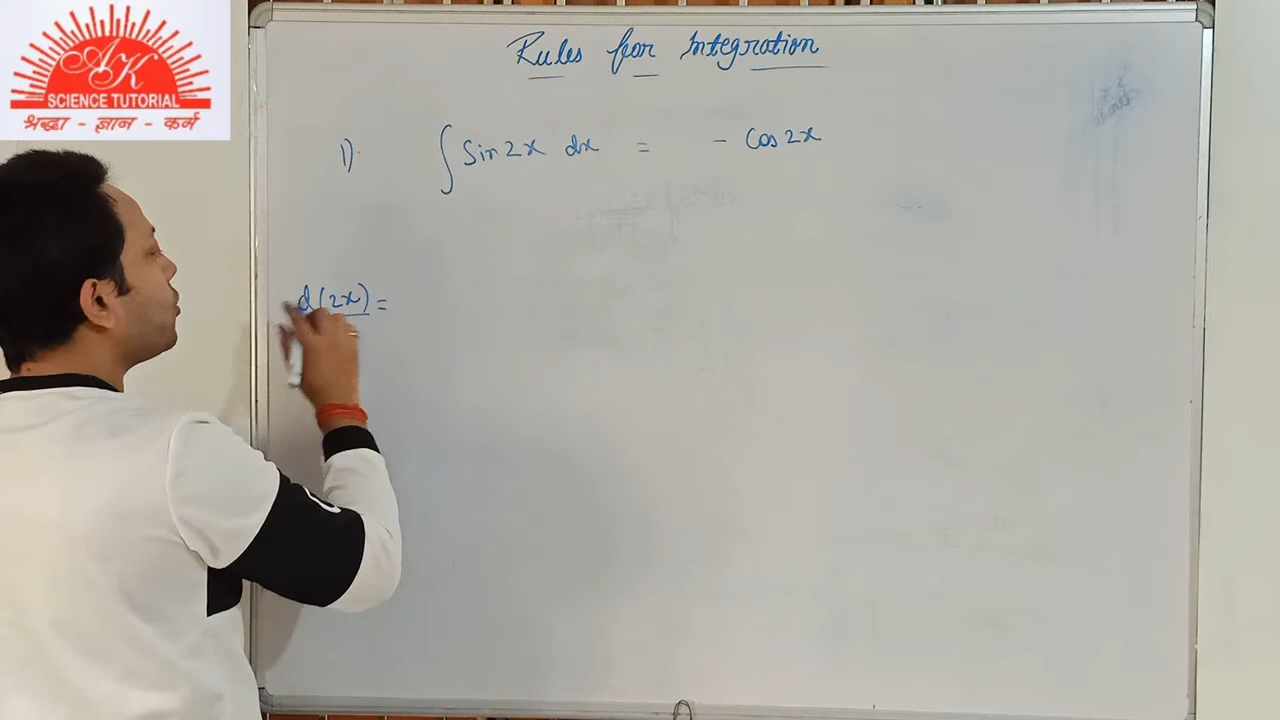 AK
SCIENCE TUTORIAL
श्रद्धा - ज्ञान - कर्म
Rules for Integration
1). ∫ Sin 2x dx = - Cos 2x
d(2x) =